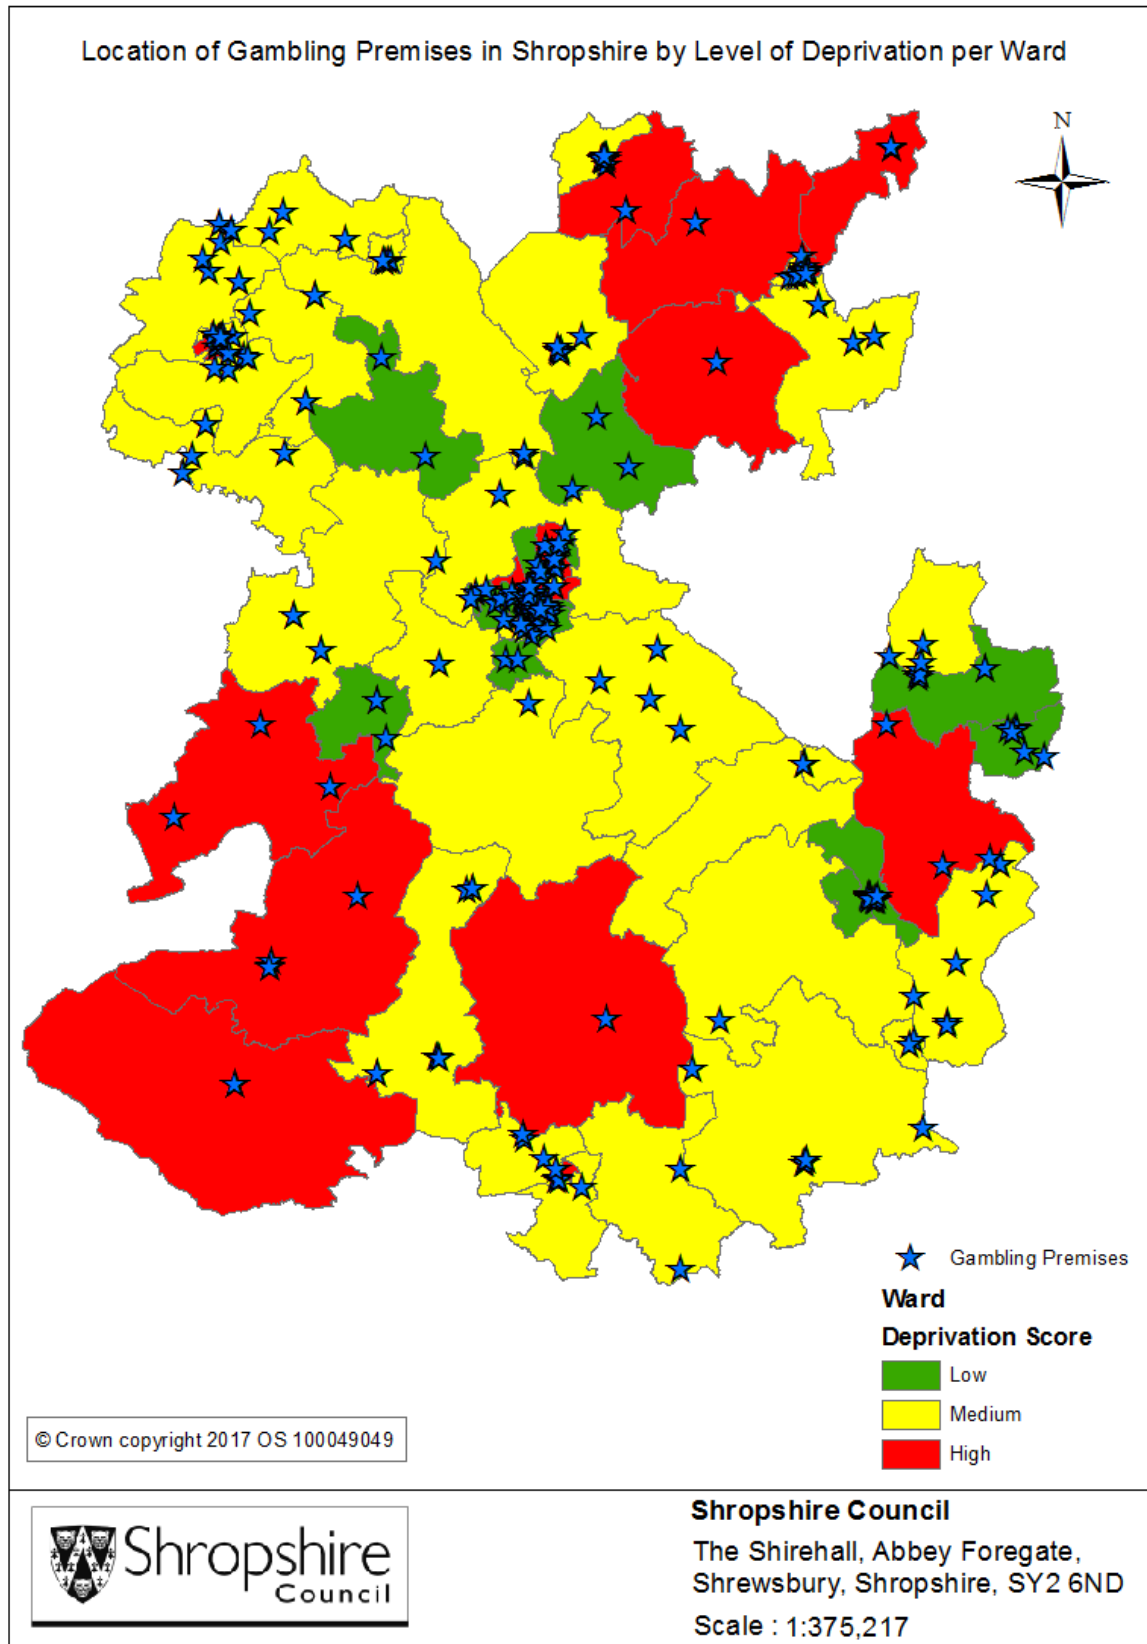 Location of Gambling Premises in Shropshire by Level of Deprivation per Ward
N
Gambling Premises
Ward
Deprivation Score
Low
Medium
High
© Crown copyright 2017 OS 100049049
Shropshire
Council
Shropshire Council
The Shirehall, Abbey Foregate,
Shrewsbury, Shropshire, SY2 6ND
Scale : 1:375,217